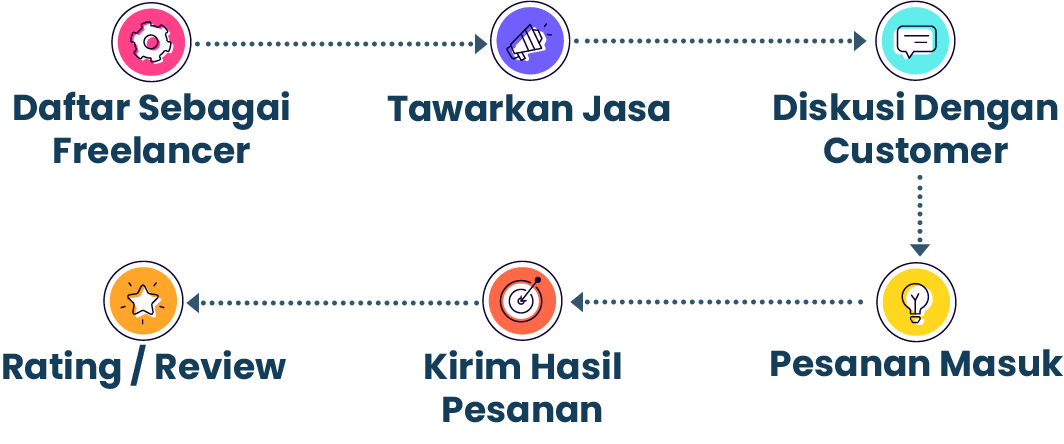 Daftar Sebagai
Freelancer
Tawarkan Jasa
Diskusi Dengan
Customer
Pesanan Masuk
Kirim Hasil
Pesanan
Rating / Review